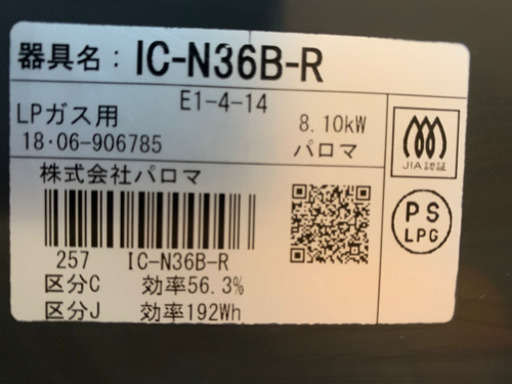 器具名：IC-N36B-R
E1-4-14
LPガス用
8.10kW
18・06-906785
パロマ
JIA認証
株式会社パロマ
PS
LPG
257 IC-N36B-R
区分C 効率56.3%
区分J 効率192Wh